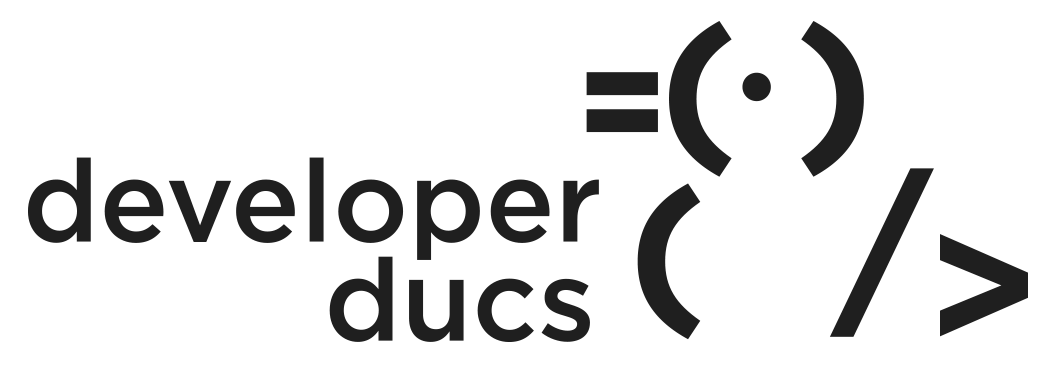 =(·)
developer ( />
ducs